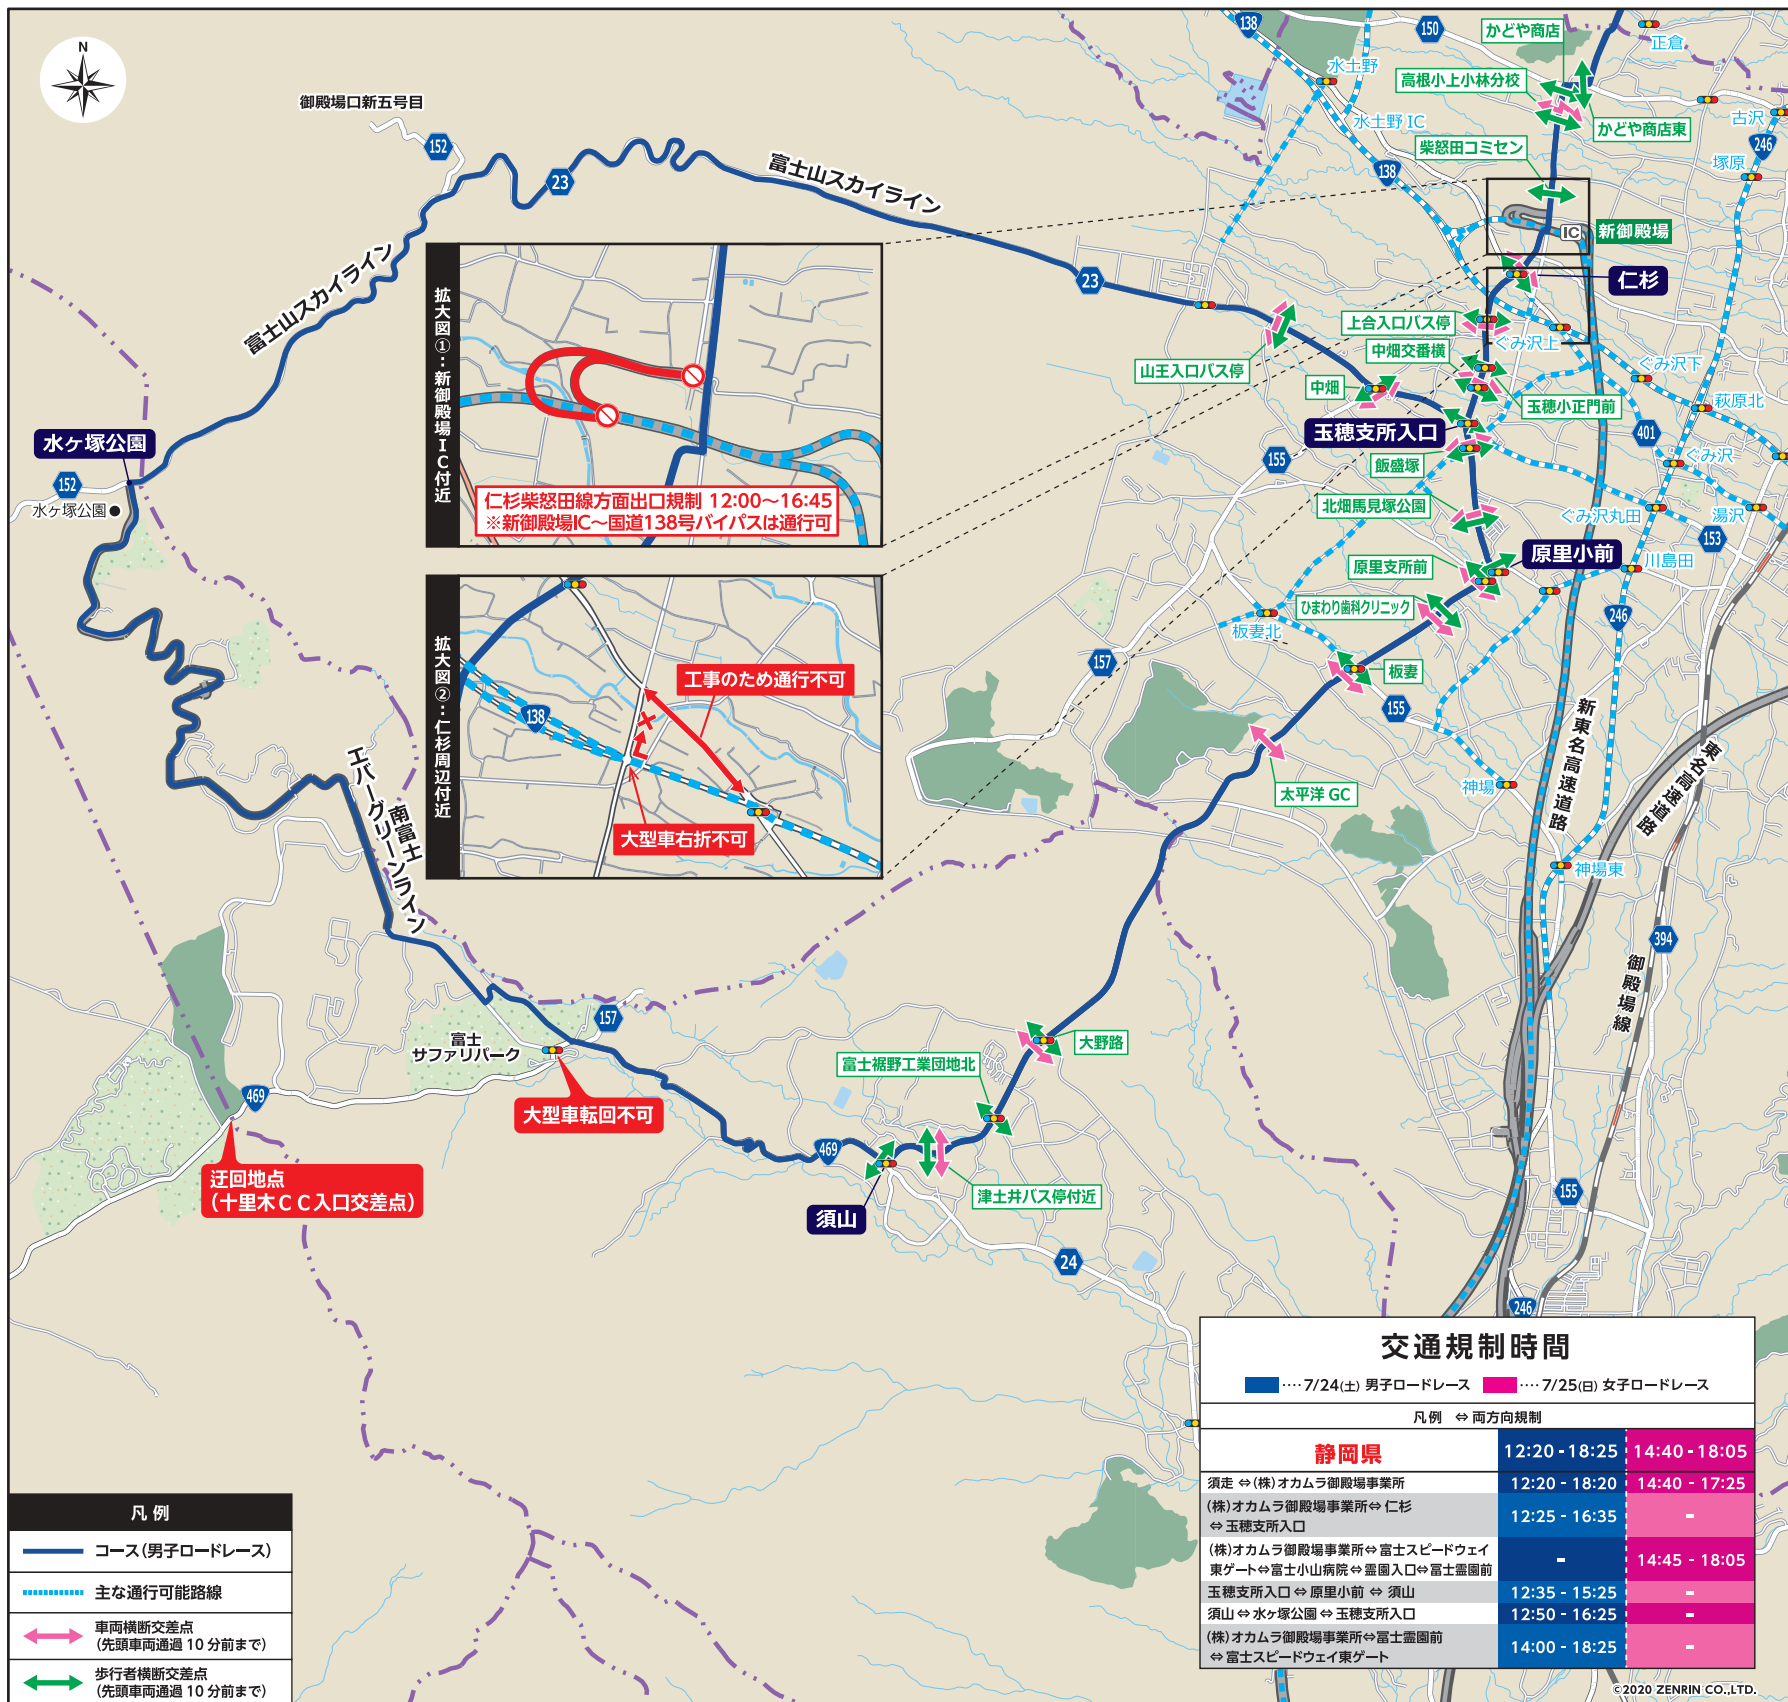 N
御殿場口新五号目
152
23
富士山スカイライン
富士山スカイライン
23
水ヶ塚公園
152
水ヶ塚公園
拡大図①:新御殿場IC付近
仁杉柴怒田線方面出口規制 12:00〜16:45
※新御殿場IC〜国道138号バイパスは通行可
拡大図②:仁杉周辺付近
138
工事のため通行不可
大型車右折不可
138
150
かどや商店
正倉
水土野
高根小上小林分校
水土野 IC
かどや商店東
古沢
246
柴怒田コミセン
塚原
138
IC
新御殿場
仁杉
上合入口バス停
ぐみ沢上
山王入口バス停
中畑交番横
ぐみ沢下
中畑
玉穂小正門前
萩原北
玉穂支所入口
401
155
飯盛塚
ぐみ沢
北畑馬見塚公園
ぐみ沢丸田
湯沢
153
原里小前
原里支所前
川島田
ひまわり歯科クリニック
246
板妻北
157
板妻
155
新東名高速道路
東名高速道路
太平洋 GC
神場
神場東
394
御殿場線
南富士
エバーグリーンライン
157
富士
サファリパーク
大野路
富士裾野工業団地北
469
大型車転回不可
469
迂回地点
(十里木CC入口交差点)
津土井バス停付近
須山
24
155
246
交通規制時間
‥‥7/24(土) 男子ロードレース ‥‥7/25(日) 女子ロードレース
凡例 ⇔ 両方向規制
静岡県 12:20 - 18:25 14:40 - 18:05
須走 ⇔ (株)オカムラ御殿場事業所 12:20 - 18:20 14:40 - 17:25
(株)オカムラ御殿場事業所⇔ 仁杉
⇔ 玉穂支所入口 12:25 - 16:35 -
(株)オカムラ御殿場事業所⇔ 富士スピードウェイ
東ゲート⇔富士小山病院⇔ 霊園入口⇔冨士霊園前 - 14:45 - 18:05
玉穂支所入口 ⇔ 原里小前 ⇔ 須山 12:35 - 15:25 -
須山 ⇔ 水ヶ塚公園 ⇔ 玉穂支所入口 12:50 - 16:25 -
(株)オカムラ御殿場事業所⇔冨士霊園前
⇔ 富士スピードウェイ東ゲート 14:00 - 18:25 -
凡例
コース(男子ロードレース)
主な通行可能路線
車両横断交差点
(先頭車両通過 10 分前まで)
歩行者横断交差点
(先頭車両通過 10 分前まで)
©2020 ZENRIN CO.,LTD.